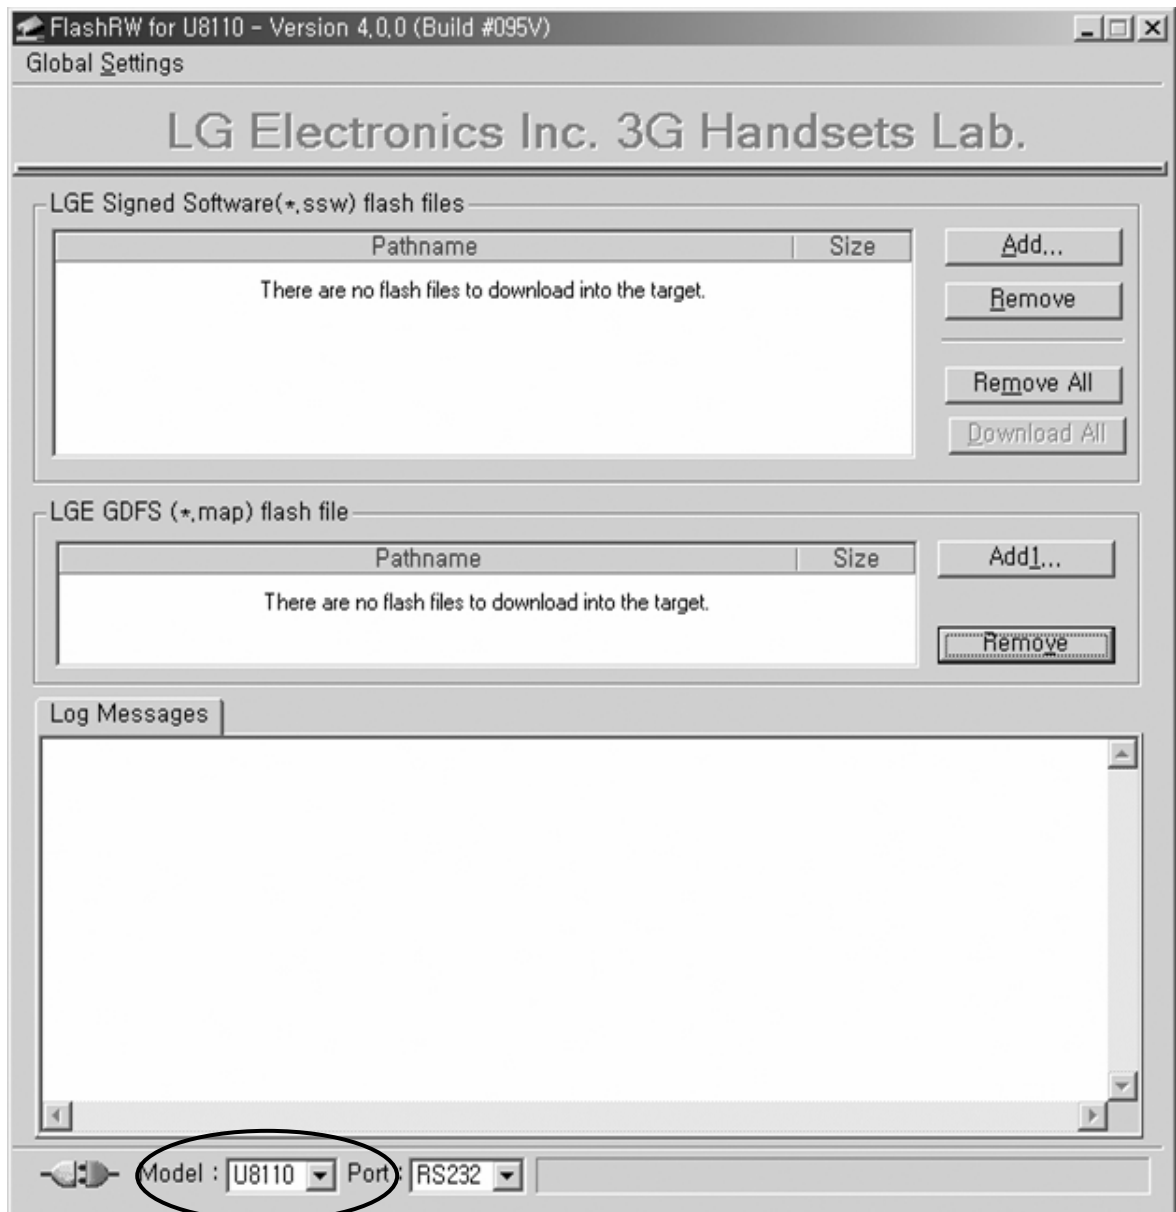 FlashRW for U8110 - Version 4,0,0 (Build #095V)
Global Settings
LG Electronics Inc. 3G Handsets Lab.
LGE Signed Software(*,ssw) flash files
Pathname Size
There are no flash files to download into the target.
Add...
Remove
Remove All
Download All
LGE GDFS (*,map) flash file
Pathname Size
There are no flash files to download into the target.
Add1...
Remove
Log Messages
Model : U8110 Port : RS232